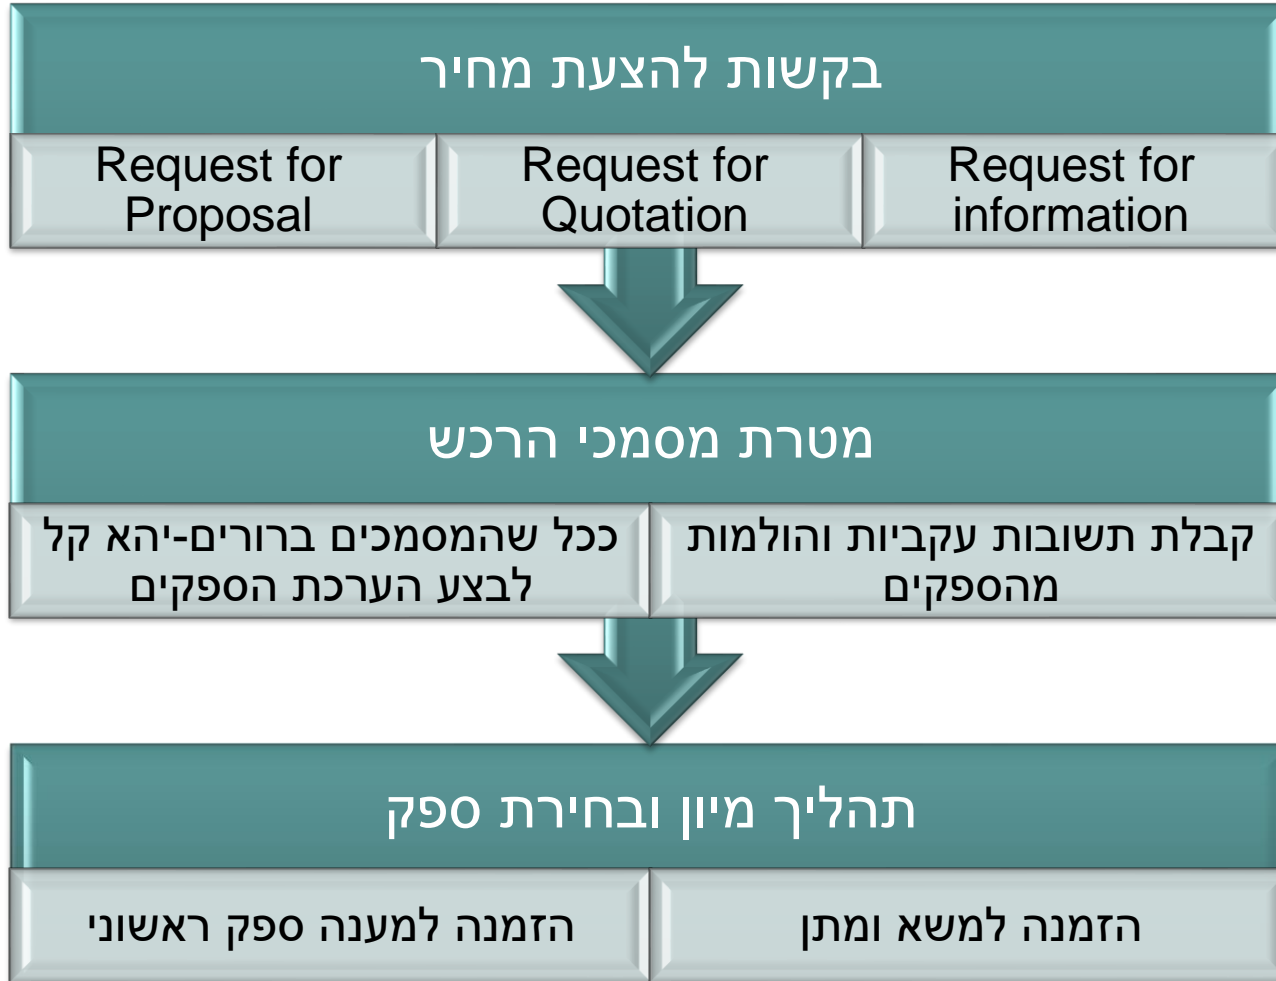 בקשות להצעת מחיר
Request for
information
Request for
Quotation
Request for
Proposal
מטרת מסמכי הרכש
קבלת תשובות עקביות והולמות
מהספקים
ככל שהמסמכים ברורים-יהא קל
לבצע הערכת הספקים
תהליך מיון ובחירת ספק
הזמנה למשא ומתן
הזמנה למענה ספק ראשוני